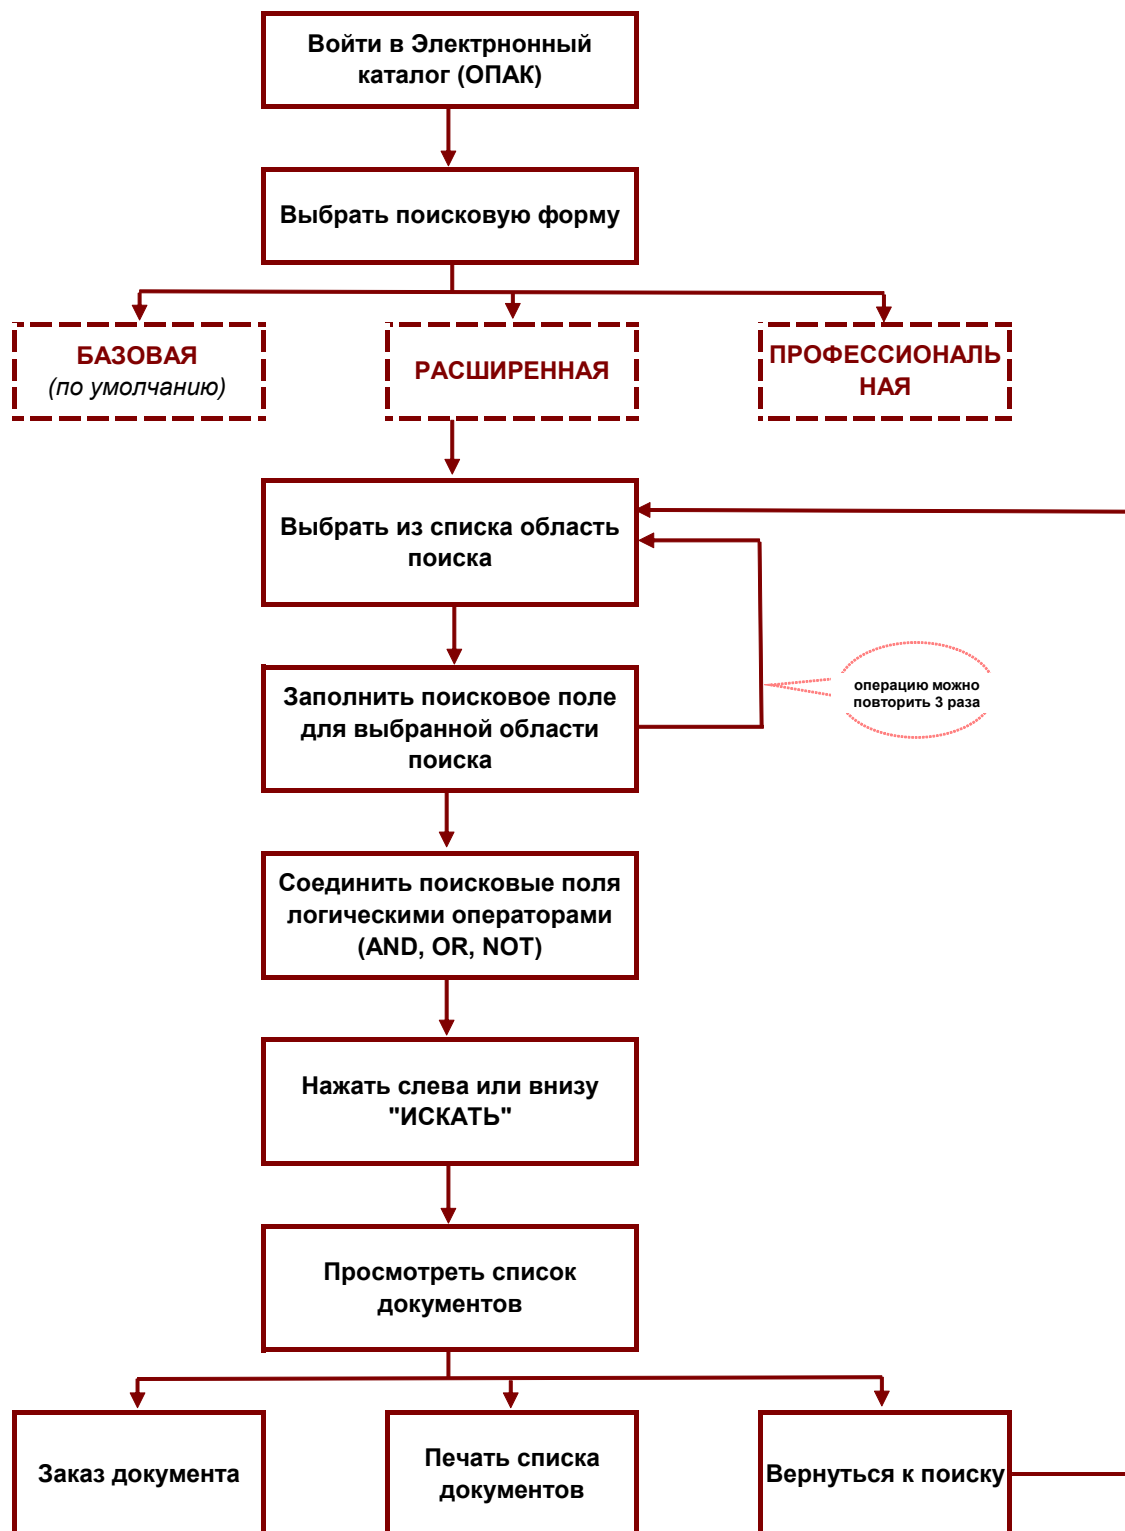 Войти в Электрнонный
каталог (ОПАК)
Выбрать поисковую форму
БАЗОВАЯ
(по умолчанию)
РАСШИРЕННАЯ
ПРОФЕССИОНАЛЬ
НАЯ
Выбрать из списка область
поиска
операцию можно
повторить 3 раза
Заполнить поисковое поле
для выбранной области
поиска
Соединить поисковые поля
логическими операторами
(AND, OR, NOT)
Нажать слева или внизу
"ИСКАТЬ"
Просмотреть список
документов
Заказ документа
Печать списка
документов
Вернуться к поиску